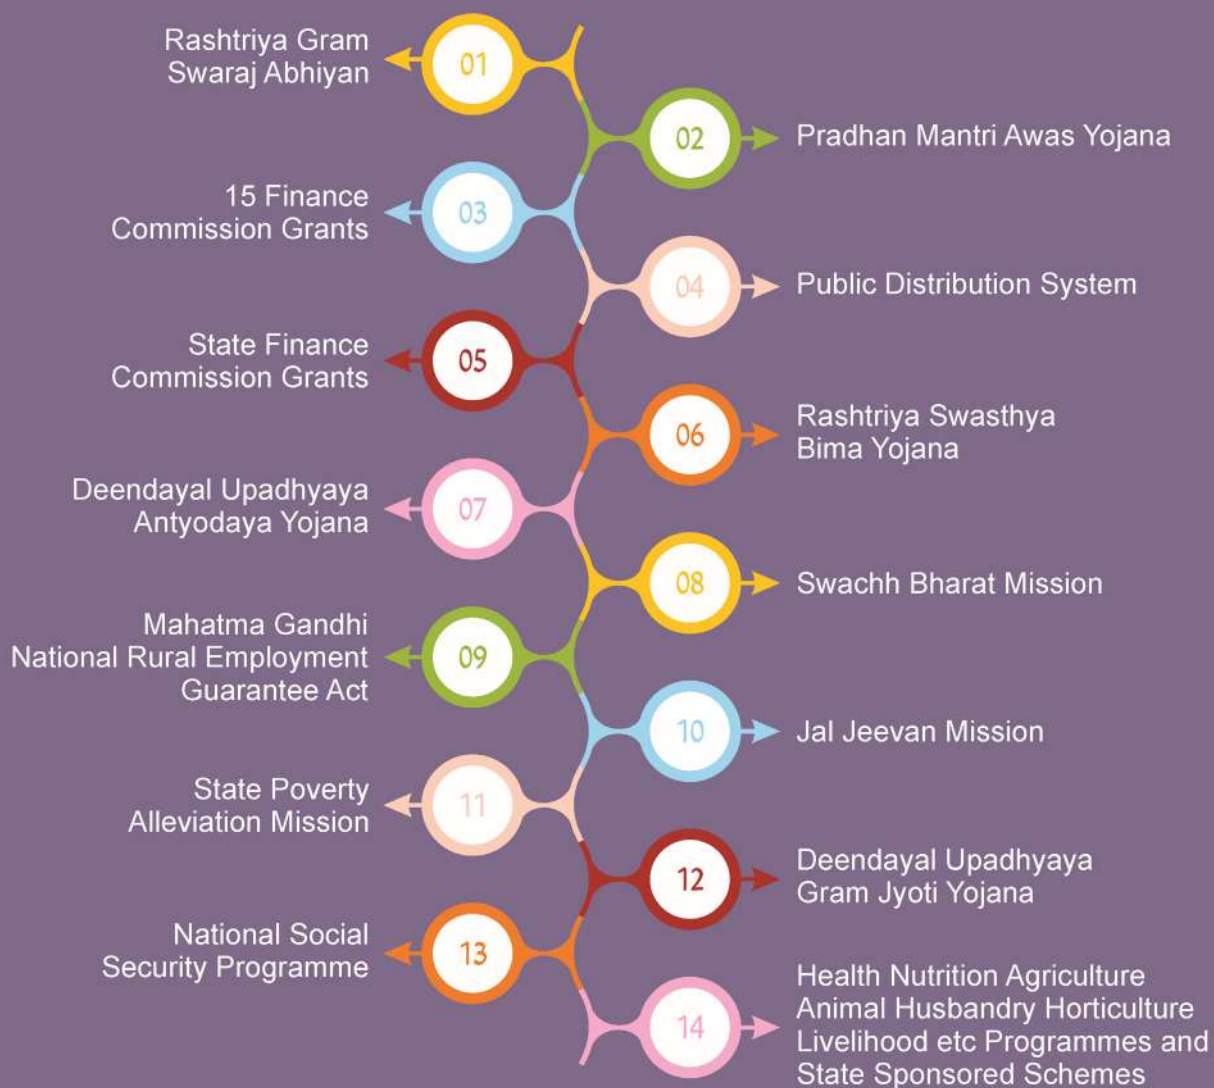 01
Rashtriya Gram
Swaraj Abhiyan
02
Pradhan Mantri Awas Yojana
03
15 Finance
Commission Grants
04
Public Distribution System
05
State Finance
Commission Grants
06
Rashtriya Swasthya
Bima Yojana
07
Deendayal Upadhyaya
Antyodaya Yojana
08
Swachh Bharat Mission
09
Mahatma Gandhi
National Rural Employment
Guarantee Act
10
Jal Jeevan Mission
11
State Poverty
Alleviation Mission
12
Deendayal Upadhyaya
Gram Jyoti Yojana
13
National Social
Security Programme
14
Health Nutrition Agriculture
Animal Husbandry Horticulture
Livelihood etc Programmes and
State Sponsored Schemes